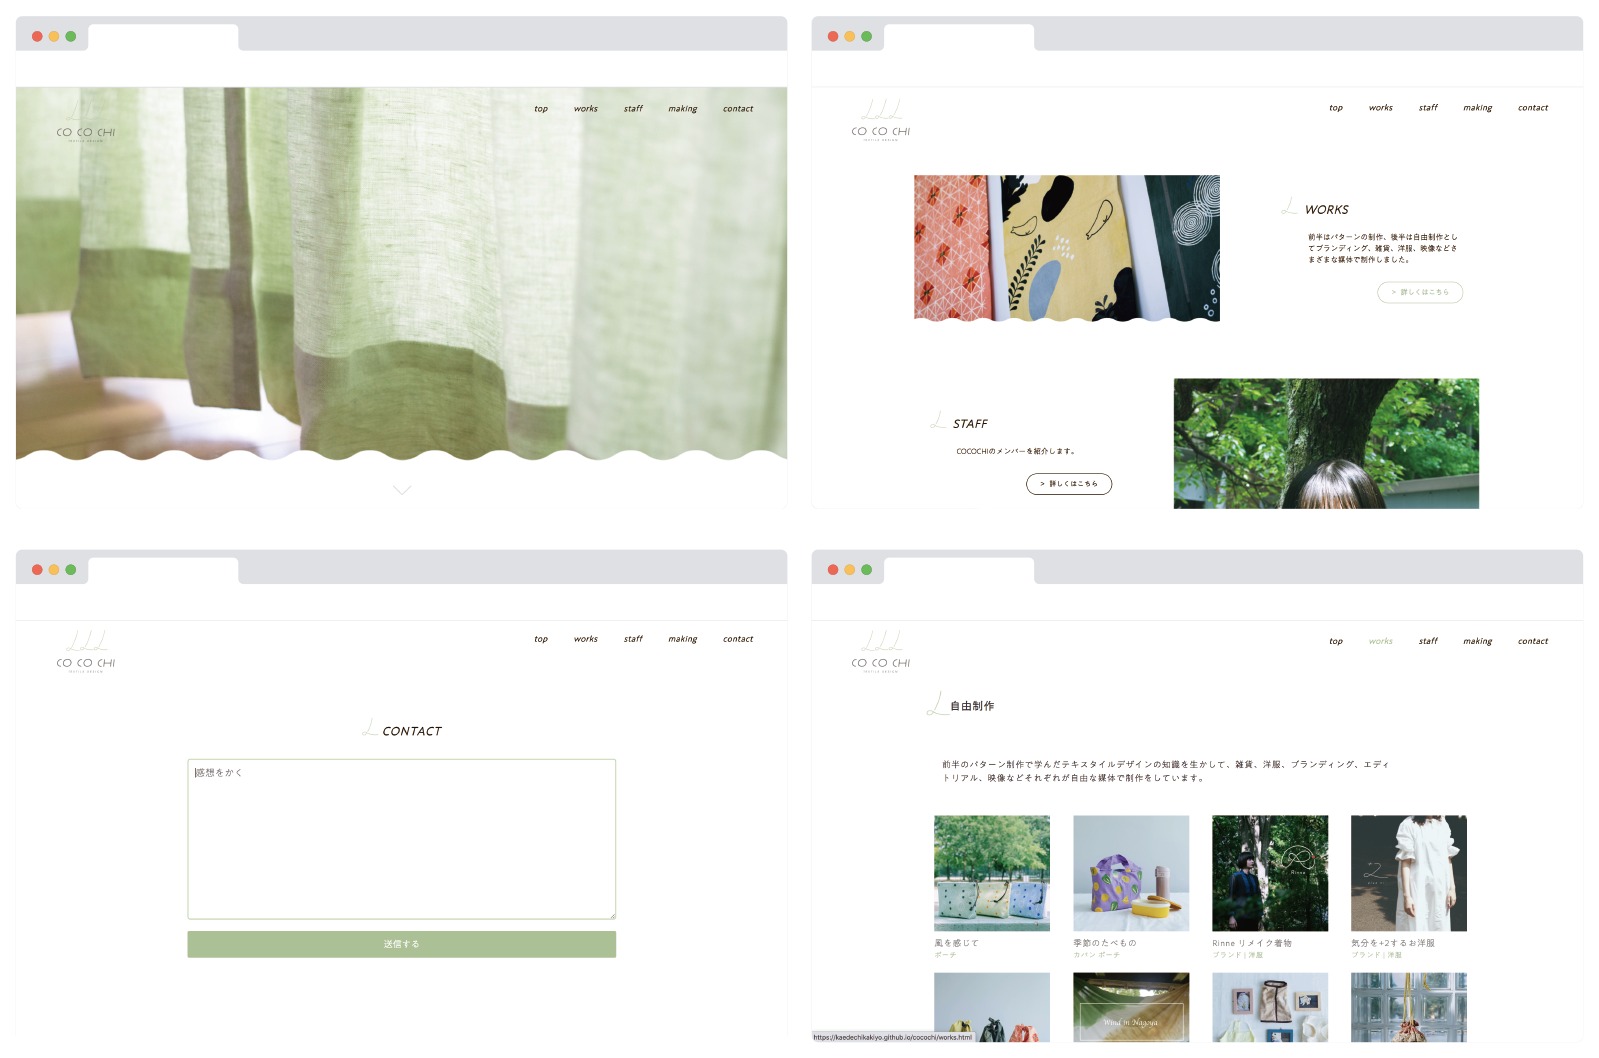 CO CO CHI
TEXTILE DESIGN
top works staff making contact
CO CO CHI
TEXTILE DESIGN
top works staff making contact
WORKS
前半はパターンの制作、後半は自由制作とし
てブランディング、雑貨、洋服、映像などさ
まざまな媒体で制作しました。
> 詳しくはこちら
STAFF
COCOCHIのメンバーを紹介します。
> 詳しくはこちら
CO CO CHI
TEXTILE DESIGN
top works staff making contact
CONTACT
感想をかく
送信する
CO CO CHI
TEXTILE DESIGN
top works staff making contact
自由制作
前半のパターン制作で学んだテキスタイルデザインの知識を生かして、雑貨、洋服、ブランディング、エディ
トリアル、映像などそれぞれが自由な媒体で制作をしています。
Rinne
風を感じて
ポーチ
季節のたべもの
カバン ポーチ
Rinne リメイク着物
ブランド | 洋服
気分を+2するお洋服
ブランド | 洋服
Wind in Nagoya
https://kaedechikakiyo.github.io/cocochi/works.html